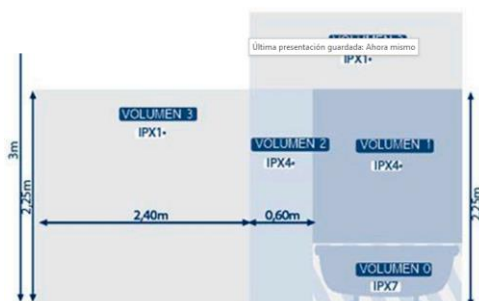 Última presentación guardada: Ahora mismo
IPX1•
VOLUMEN 3
IPX1•
VOLUMEN 2
IPX4•
VOLUMEN 1
IPX4•
3m
2,25m
2,40m
0,60m
2,25m
VOLUMEN 0
IPX7